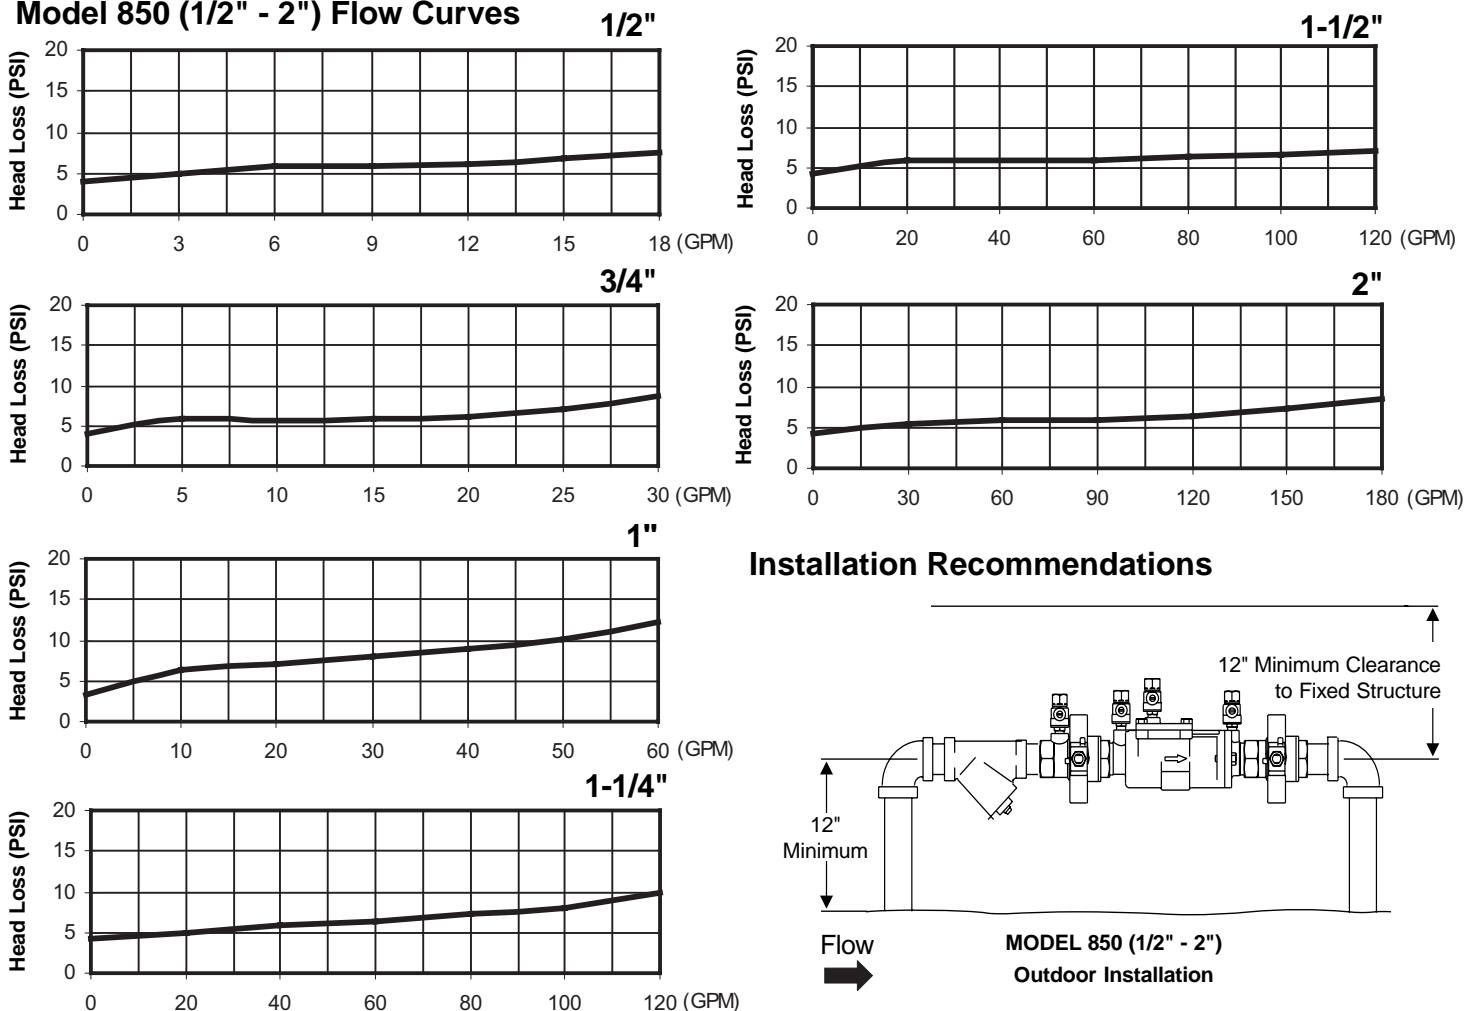 Model 850 (1/2" - 2") Flow Curves
1/2"
Head Loss (PSI)
20
15
10
5
0
0 3 6 9 12 15 18 (GPM)
3/4"
Head Loss (PSI)
20
15
10
5
0
0 5 10 15 20 25 30 (GPM)
1"
Head Loss (PSI)
20
15
10
5
0
0 10 20 30 40 50 60 (GPM)
1-1/4"
Head Loss (PSI)
20
15
10
5
0
0 20 40 60 80 100 120 (GPM)
1-1/2"
Head Loss (PSI)
20
15
10
5
0
0 20 40 60 80 100 120 (GPM)
2"
Head Loss (PSI)
20
15
10
5
0
0 30 60 90 120 150 180 (GPM)
Installation Recommendations
12" Minimum Clearance
to Fixed Structure
12"
Minimum
Flow
MODEL 850 (1/2" - 2")
Outdoor Installation